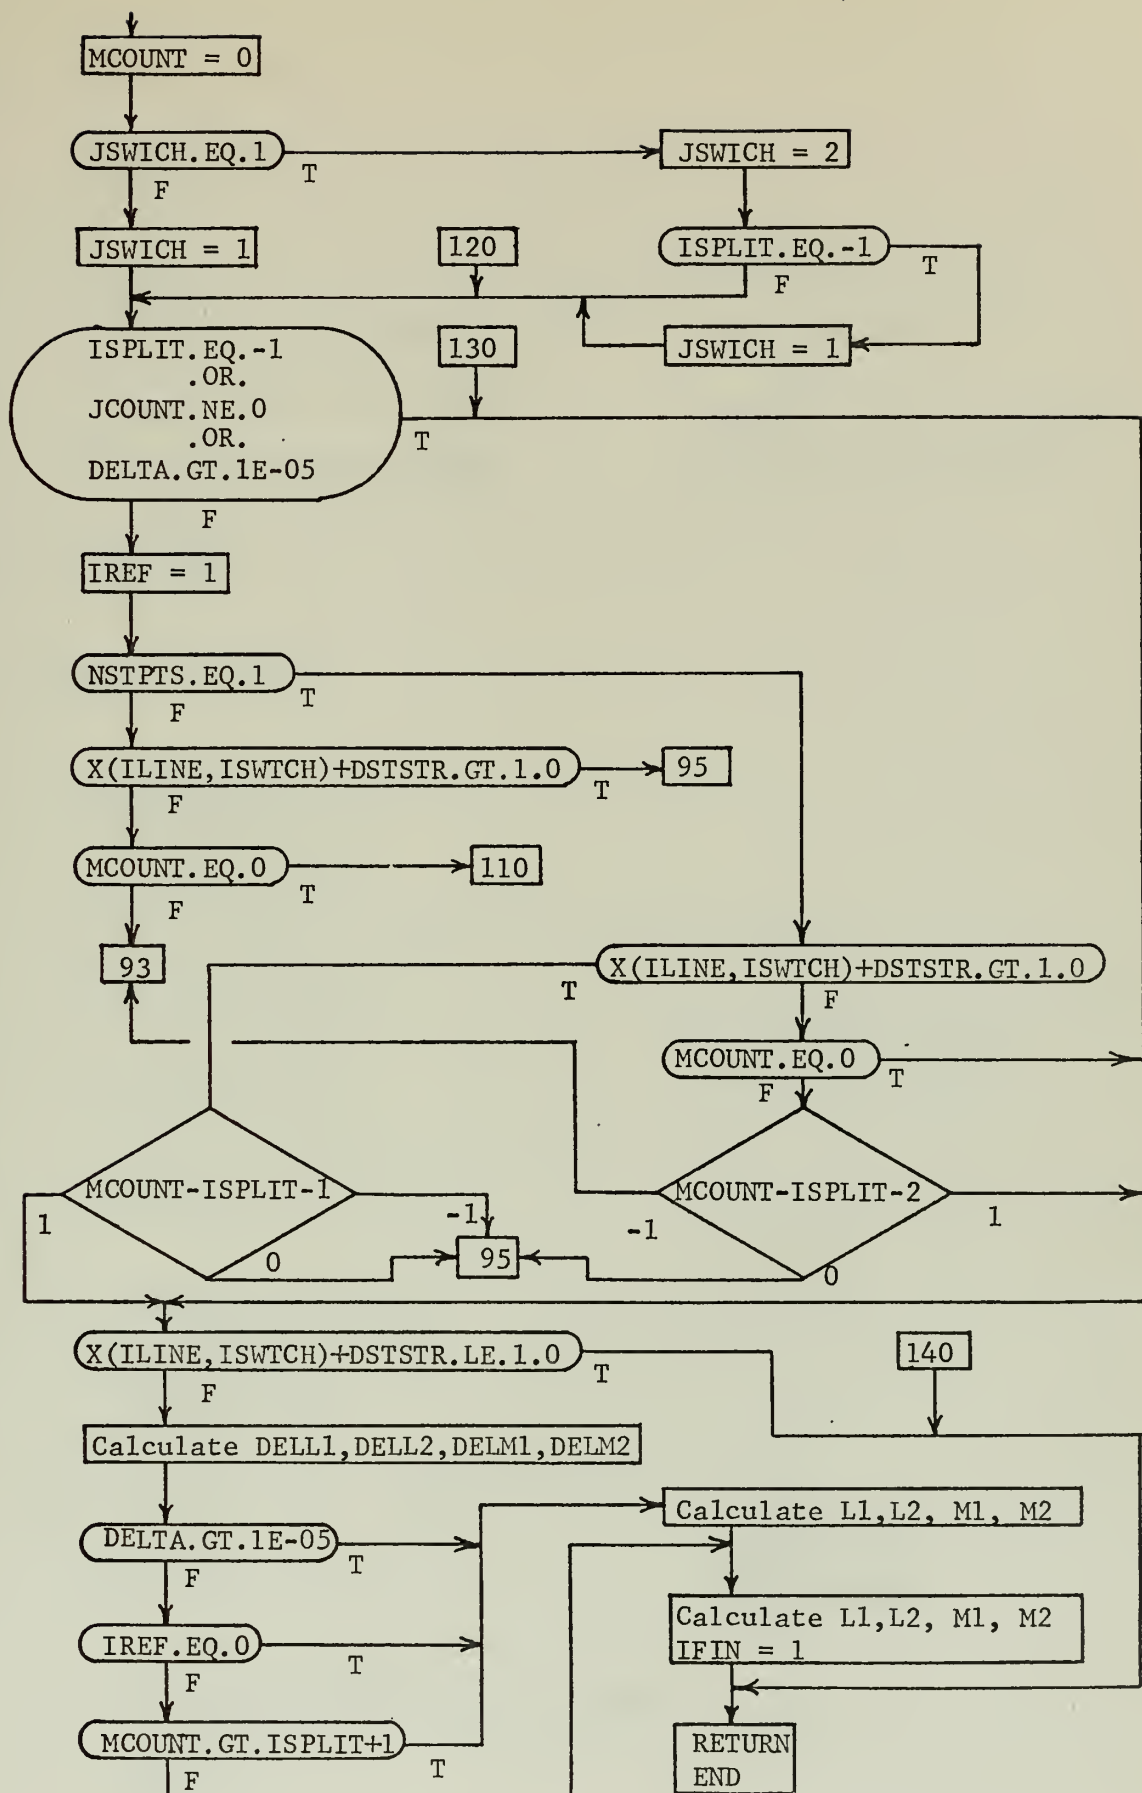 MCOUNT = 0
JSWICH.EQ.1
T
JSWICH = 2
F
JSWICH = 1
120
ISPLIT.EQ.-1
T
F
ISPLIT.EQ.-1
.OR.
JCOUNT.NE.0
.OR.
DELTA.GT.1E-05
130
JSWICH = 1
T
F
IREF = 1
NSTPTS.EQ.1
T
F
X(ILINE,ISWTCH)+DSTSTR.GT.1.0
T
95
F
MCOUNT.EQ.0
T
110
F
93
T
X(ILINE,ISWTCH)+DSTSTR.GT.1.0
F
MCOUNT.EQ.0
T
F
MCOUNT-ISPLIT-1
MCOUNT-ISPLIT-2
1
-1
-1
1
0
95
0
X(ILINE,ISWTCH)+DSTSTR.LE.1.0
T
140
F
Calculate DELL1,DELL2,DELM1,DELM2
Calculate L1,L2, M1, M2
DELTA.GT.1E-05
T
F
Calculate L1,L2, M1, M2
IFIN = 1
IREF.EQ.0
T
F
MCOUNT.GT.ISPLIT+1
T
F
RETURN
END